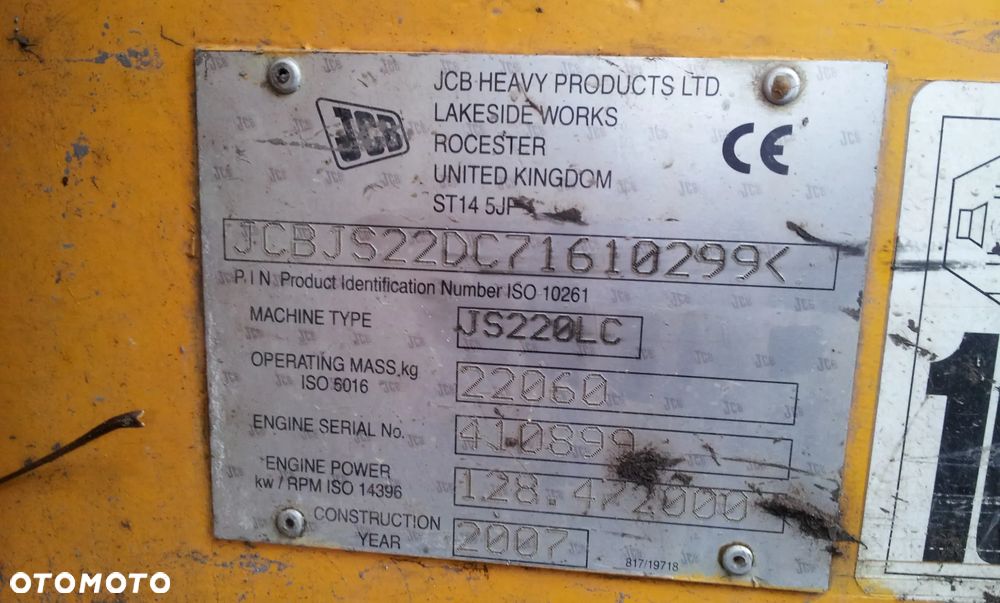 JCB
JCB HEAVY PRODUCTS LTD
LAKESIDE WORKS
ROCESTER
UNITED KINGDOM
ST14 5JP
CE
JCBJS22DC71610299<
P.I.N. Product Identification Number ISO 10261
MACHINE TYPE JS220LC
OPERATING MASS,kg 22060
ISO 6016
ENGINE SERIAL No. 410899
ENGINE POWER
kw / RPM ISO 14396 128.4/2000
CONSTRUCTION
YEAR 2007
817/19718
OTOMOTO